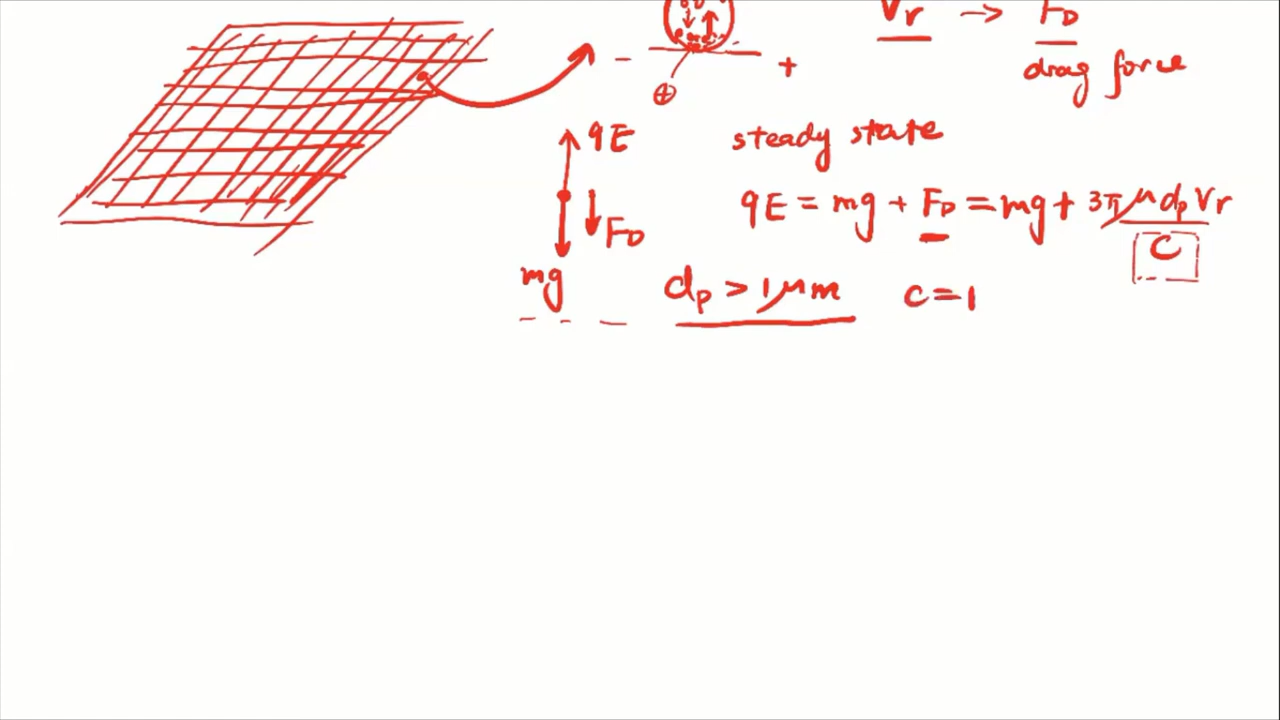 Vr → FD
drag force
− +
⊕
qE
steady state
qE = mg + FD = mg + 3πμdpVr / C
FD
mg
dp > 1μm C = 1